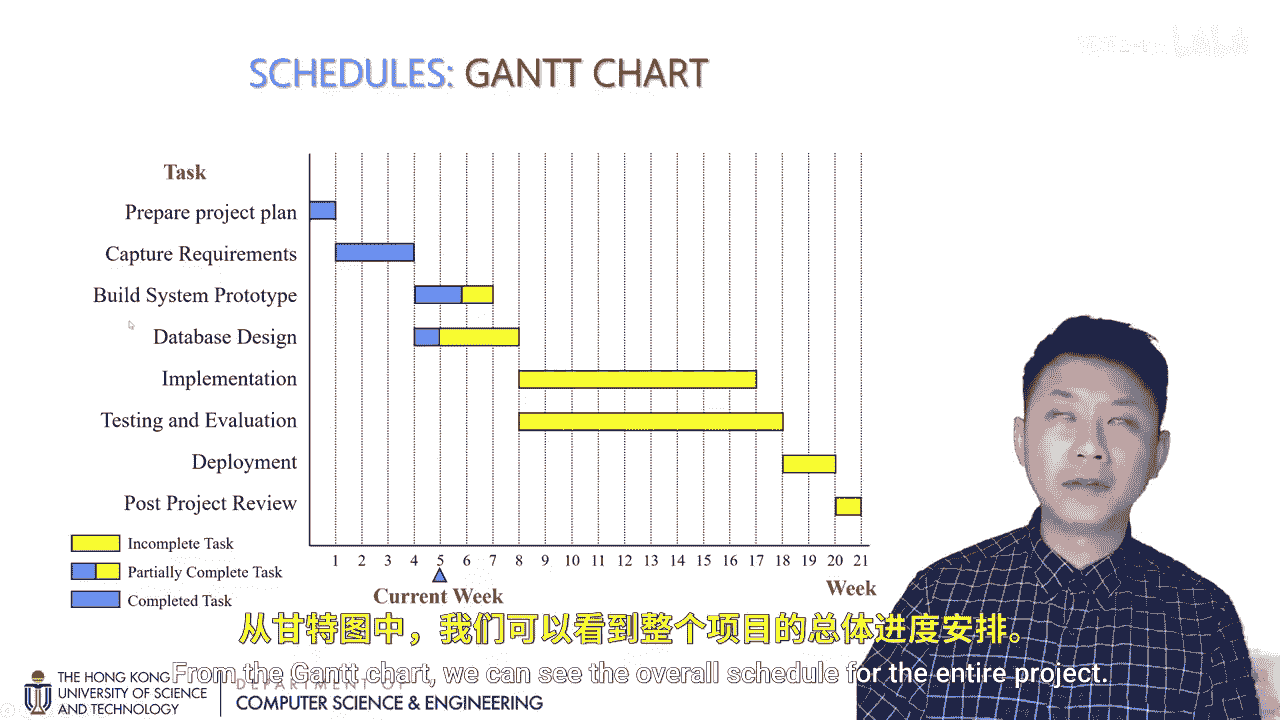 SCHEDULES: GANTT CHART
Task
Prepare project plan
Capture Requirements
Build System Prototype
Database Design
Implementation
Testing and Evaluation
Deployment
Post Project Review
Incomplete Task
Partially Complete Task
Completed Task
1 2 3 4 5 6 7 8 9 10 11 12 13 14 15 16 17 18 19 20 21
Current Week
Week
从甘特图中，我们可以看到整个项目的总体进度安排。
From the Gantt chart, we can see the overall schedule for the entire project.
THE HONG KONG
UNIVERSITY OF SCIENCE
AND TECHNOLOGY
DEPARTMENT OF
COMPUTER SCIENCE & ENGINEERING